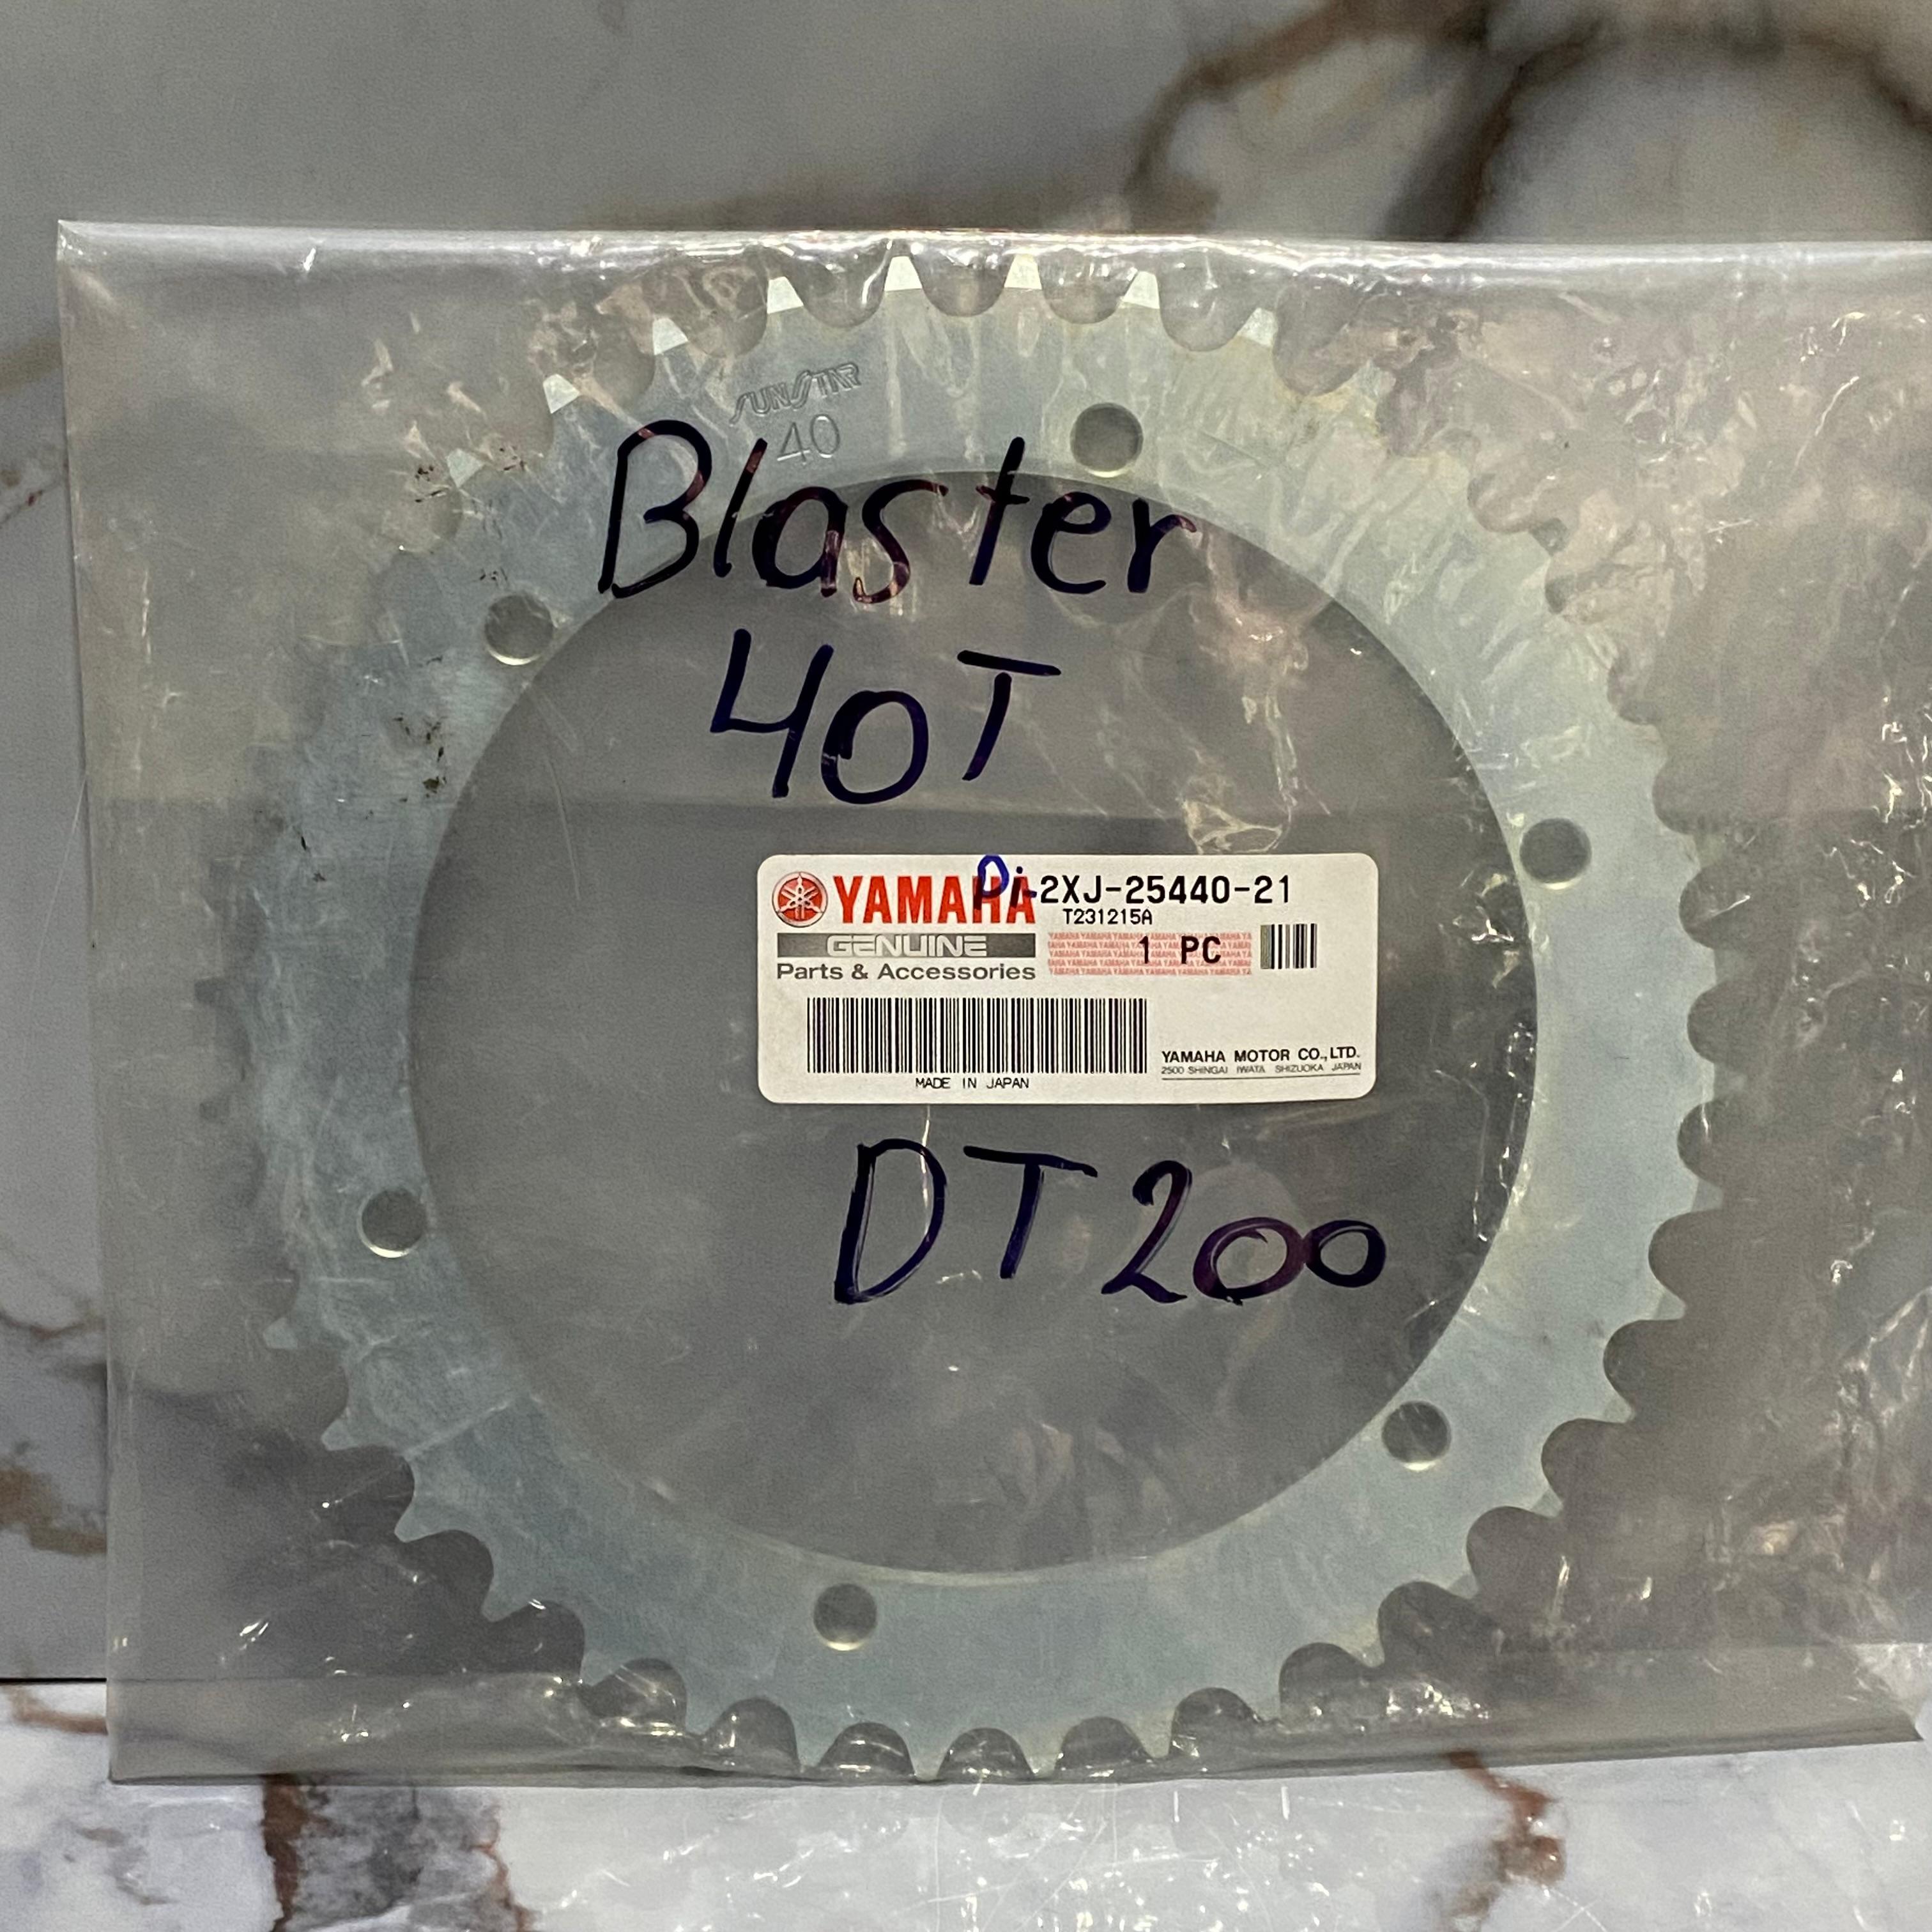 SUNSTAR
40
Blaster
40T
YAMAHA Di-2XJ-25440-21
T231215A
GENUINE
1 PC
Parts & Accessories
YAMAHA MOTOR CO.,LTD.
2500 SHINGAI IWATA SHIZUOKA JAPAN
MADE IN JAPAN
DT200